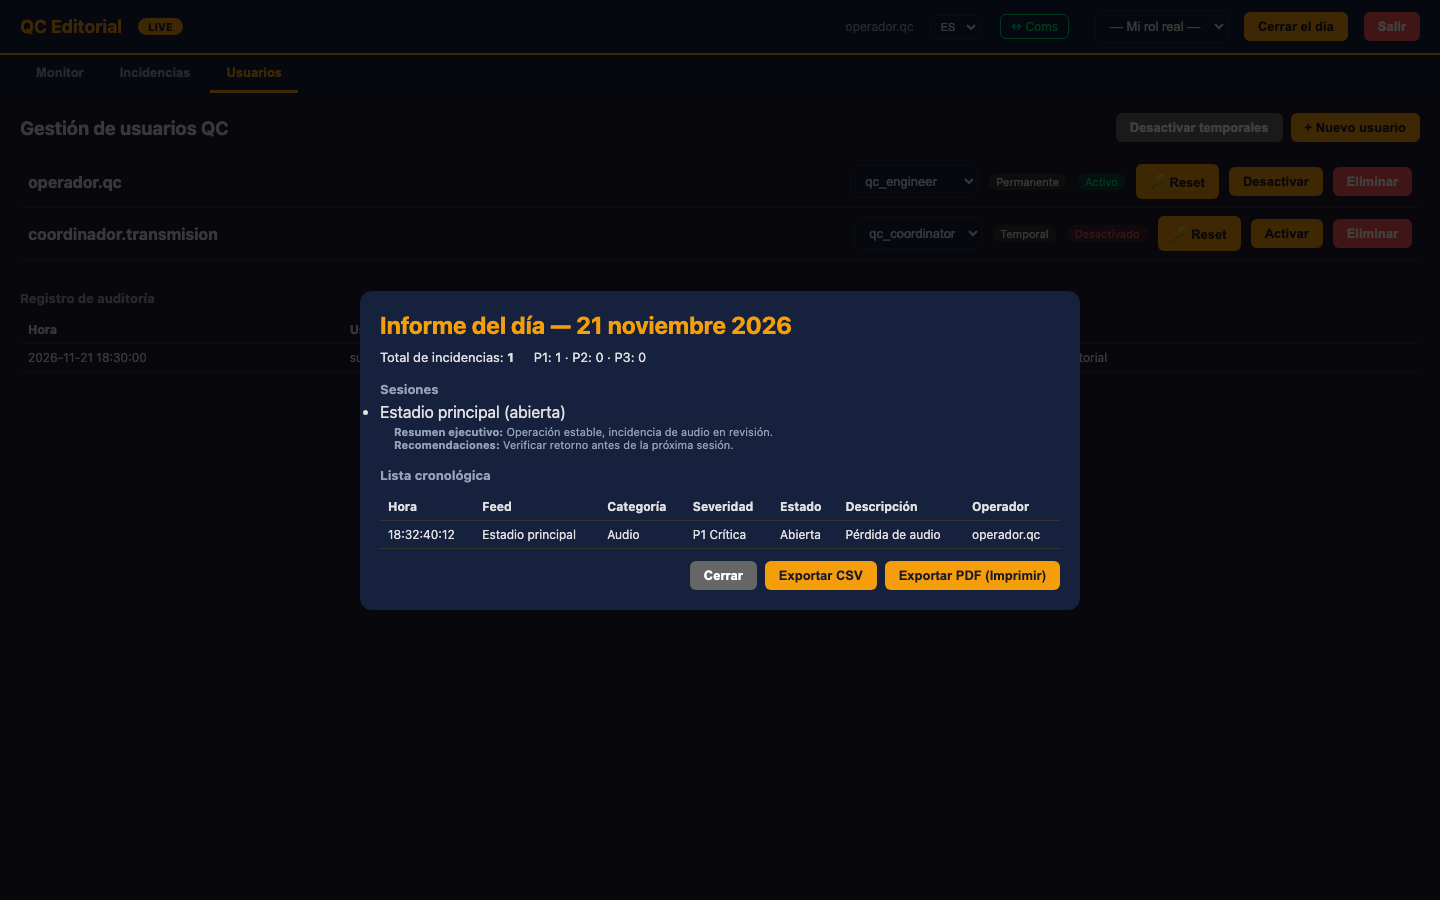 QC Editorial LIVE operador.qc ES ↔ Coms — Mi rol real — Cerrar el día Salir
Monitor Incidencias Usuarios
Gestión de usuarios QC Desactivar temporales + Nuevo usuario
operador.qc qc_engineer Permanente Activo Reset Desactivar Eliminar
coordinador.transmision qc_coordinator Temporal Desactivado Reset Activar Eliminar
Registro de auditoría
Hora
2026-11-21 18:30:00
Informe del día — 21 noviembre 2026
Total de incidencias: 1 P1: 1 · P2: 0 · P3: 0
Sesiones
• Estadio principal (abierta)
Resumen ejecutivo: Operación estable, incidencia de audio en revisión.
Recomendaciones: Verificar retorno antes de la próxima sesión.
Lista cronológica
Hora Feed Categoría Severidad Estado Descripción Operador
18:32:40:12 Estadio principal Audio P1 Crítica Abierta Pérdida de audio operador.qc
Cerrar Exportar CSV Exportar PDF (Imprimir)